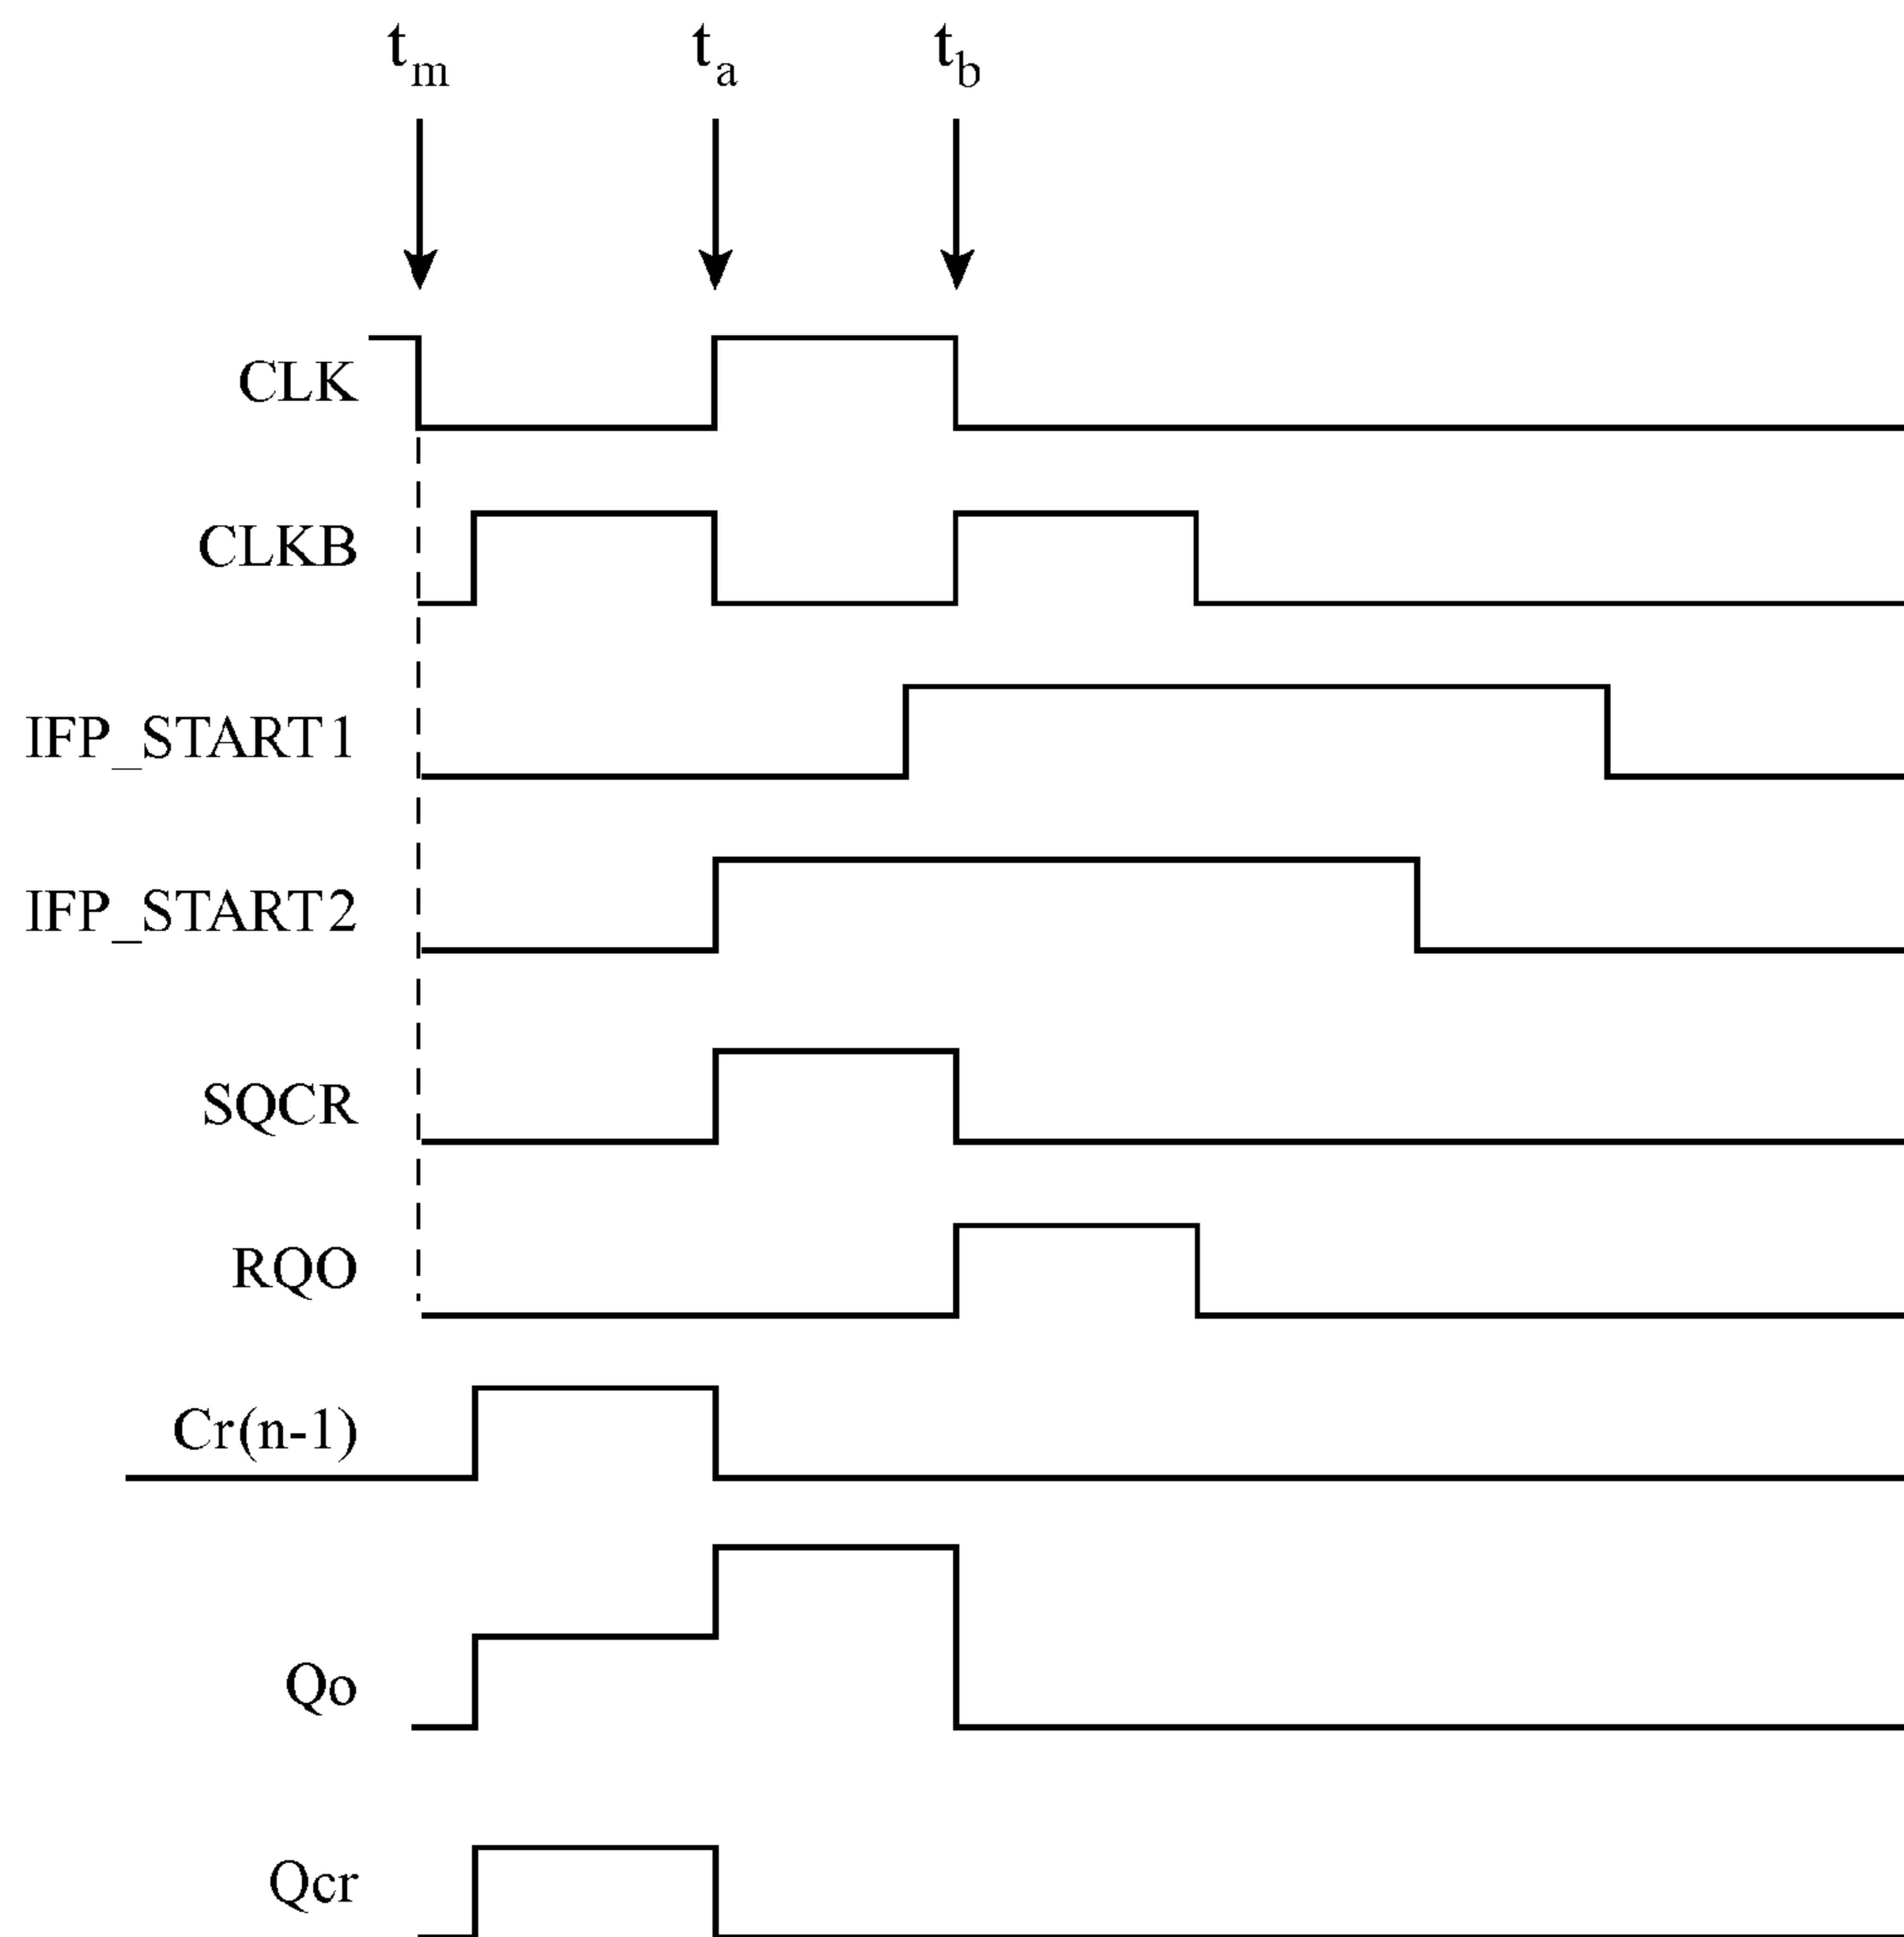 tm ta tb
CLK
CLKB
IFP_START1
IFP_START2
SQCR
RQO
Cr(n-1)
Qo
Qcr